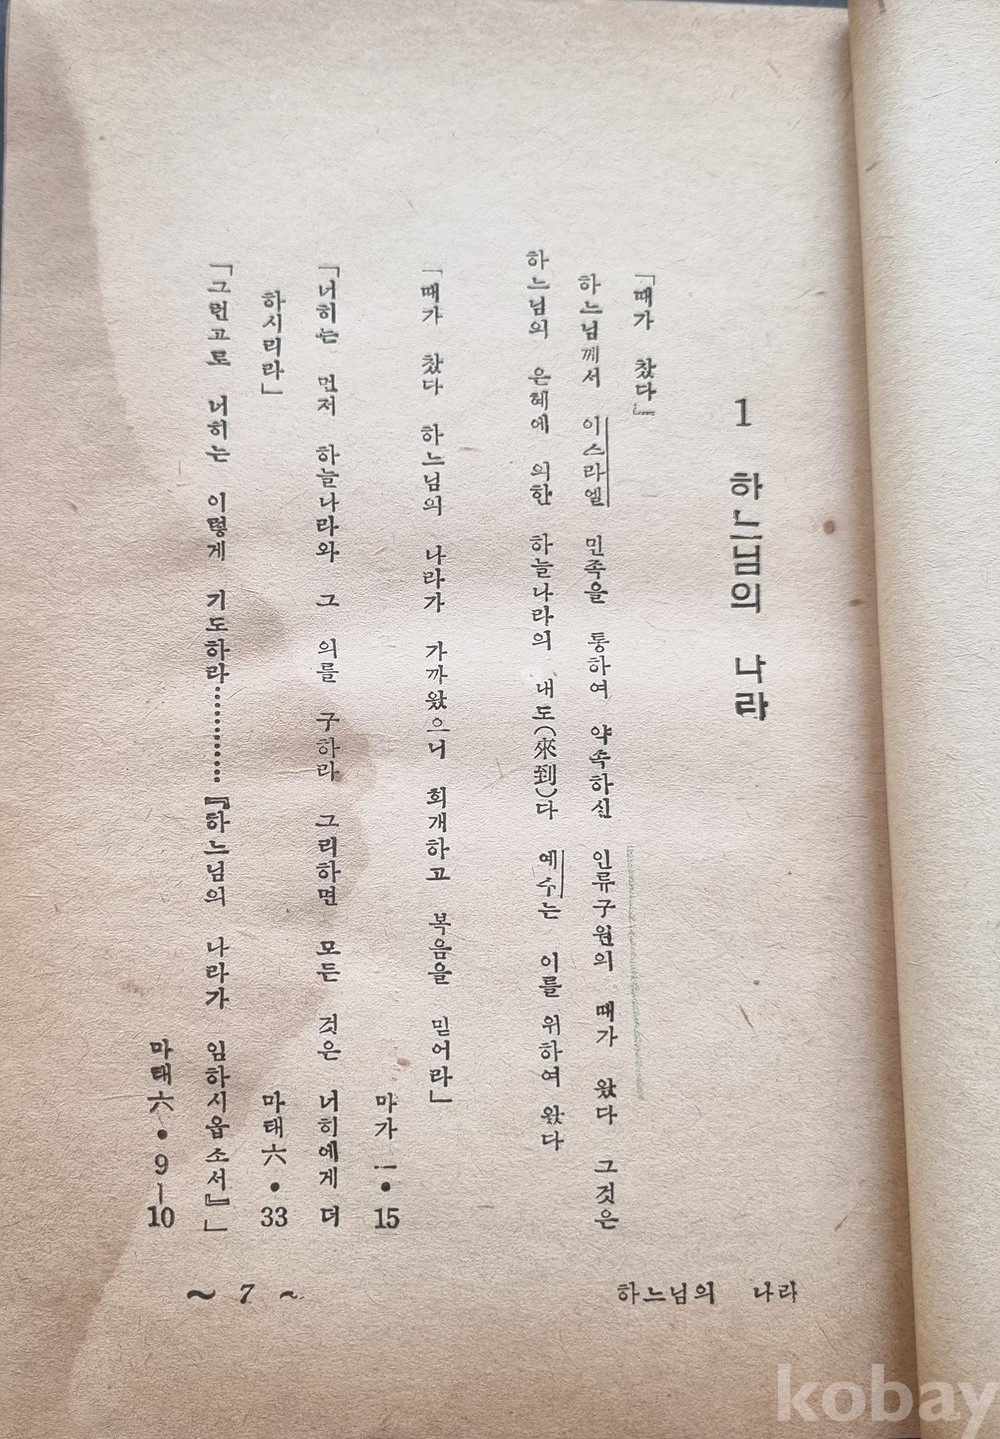 1 하느님의 나라
「때가 찼다」
하느님께서 이스라엘 민족을 통하여 약속하신 인류구원의 때가 왔다 그것은
하느님의 은혜에 의한 하늘나라의 내도(來到)다 예수는 이를 위하여 왔다
「때가 찼다 하느님의 나라가 가까왔으니 회개하고 복음을 믿어라」
마가 一•15
「너히는 먼저 하늘나라와 그 의를 구하라 그리하면 모든 것은 너히에게 더
하시리라」
마태六•33
「그런고로 너히는 이렇게 기도하라…………『하느님의 나라가 임하시옵소서』」
마태六•9—10
~ 7 ~
하느님의 나라
kobay